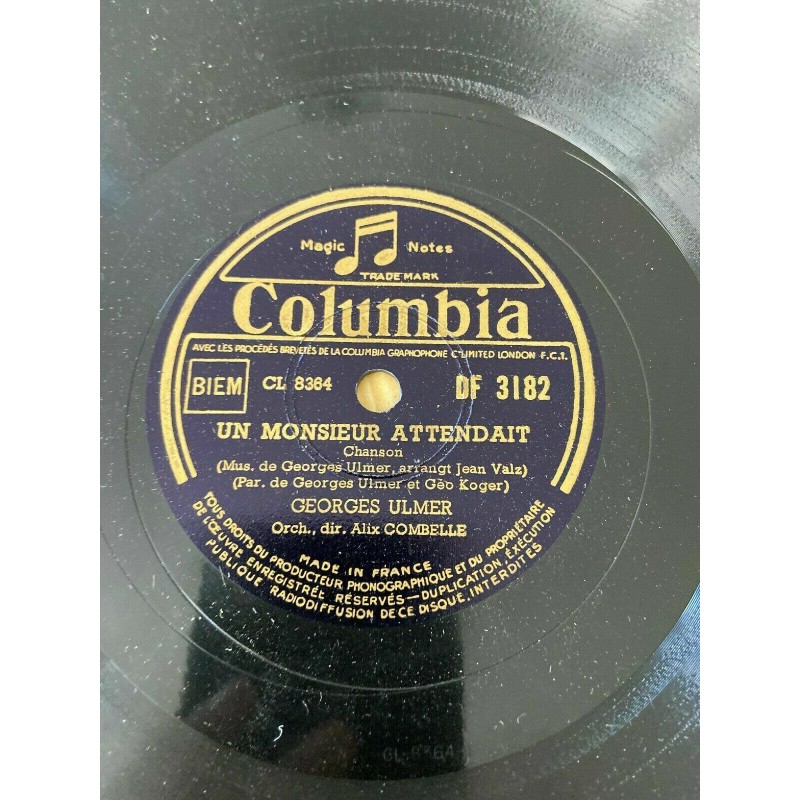 Magic Notes
TRADE MARK
Columbia
AVEC LES PROCÉDÉS BREVETÉS DE LA COLUMBIA GRAPHOPHONE Cº LIMITED LONDON F.C.1.
BIEM CL 8364 DF 3182
UN MONSIEUR ATTENDAIT
Chanson
(Mus. de Georges Ulmer, arrangt Jean Valz)
(Par. de Georges Ulmer et Géo Koger)
GEORGES ULMER
Orch., dir. Alix COMBELLE
MADE IN FRANCE
TOUS DROITS DU PRODUCTEUR PHONOGRAPHIQUE ET DU PROPRIÉTAIRE
DE L'ŒUVRE ENREGISTRÉE RÉSERVÉS—DUPLICATION, EXÉCUTION
PUBLIQUE RADIODIFFUSION DE CE DISQUE, INTERDITES